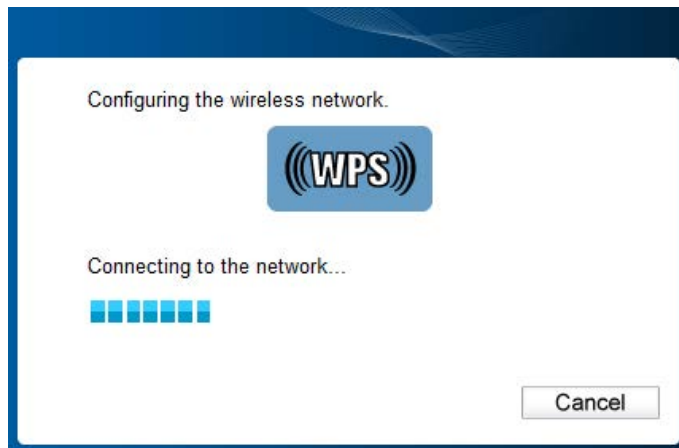 Configuring the wireless network.
WPS
Connecting to the network...
Cancel